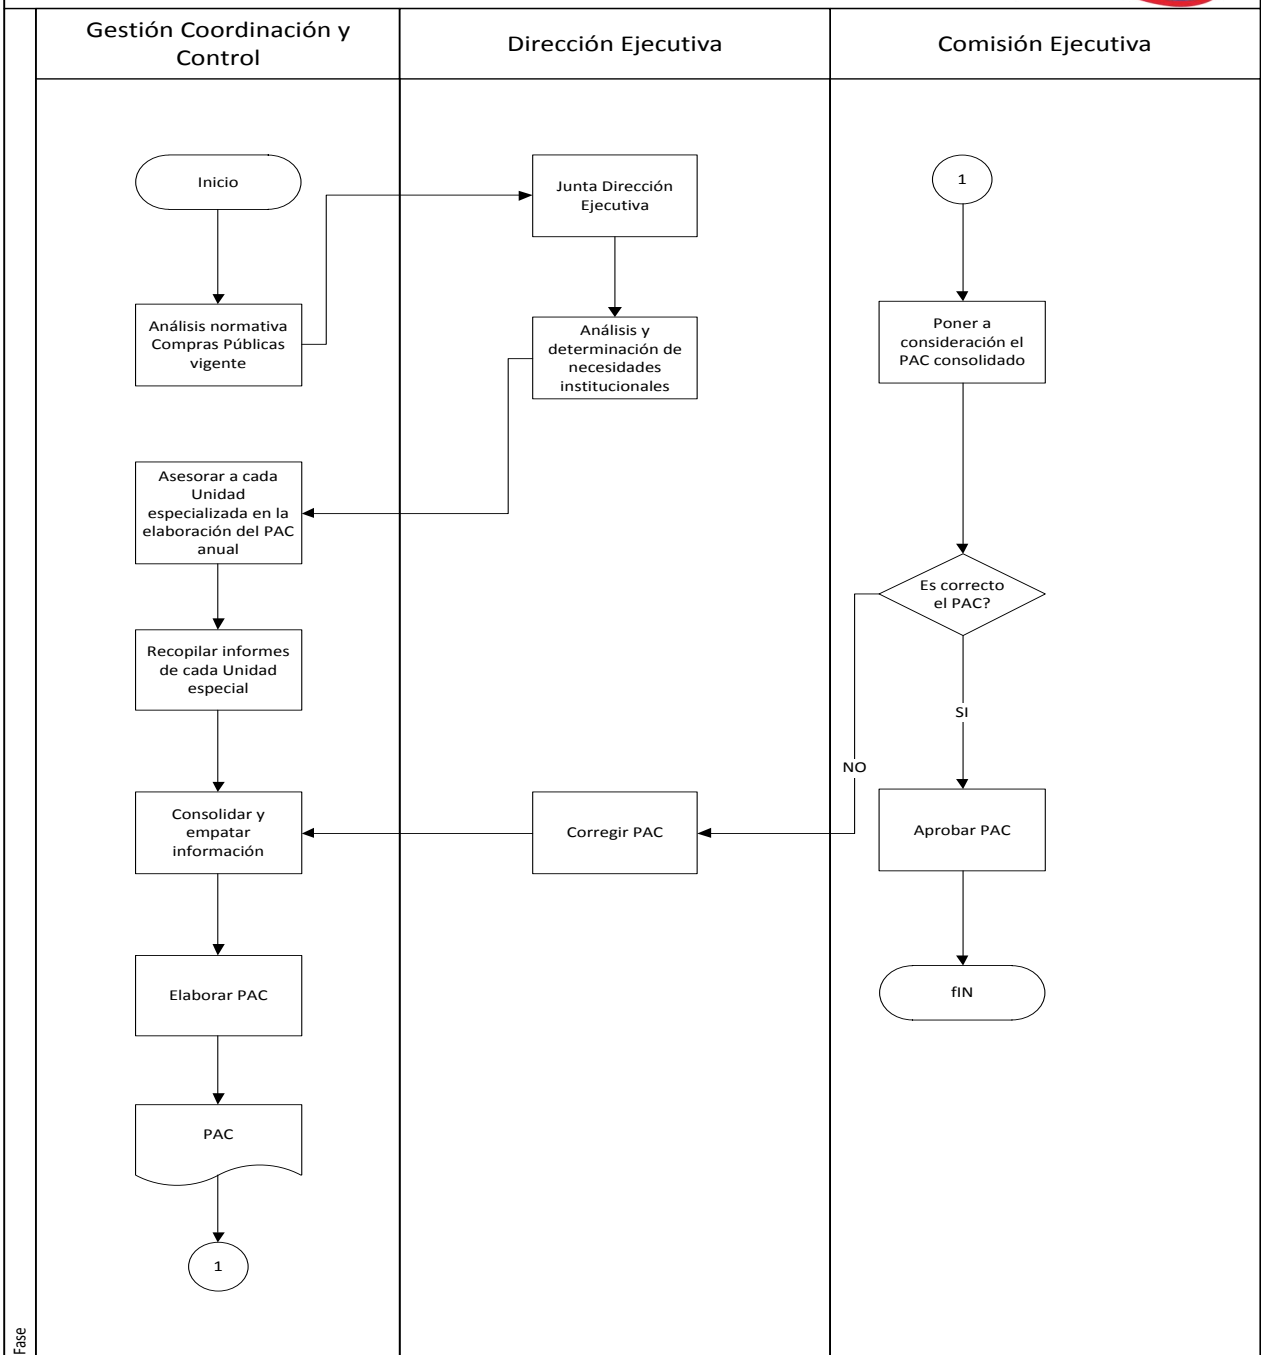 Gestión Coordinación y
Control
Dirección Ejecutiva
Comisión Ejecutiva
Inicio
Análisis normativa
Compras Públicas
vigente
Junta Dirección
Ejecutiva
Análisis y
determinación de
necesidades
institucionales
Asesorar a cada
Unidad
especializada en la
elaboración del PAC
anual
Recopilar informes
de cada Unidad
especial
Consolidar y
empatar
información
Elaborar PAC
PAC
1
1
Poner a
consideración el
PAC consolidado
Es correcto
el PAC?
SI
NO
Corregir PAC
Aprobar PAC
fIN
Fase